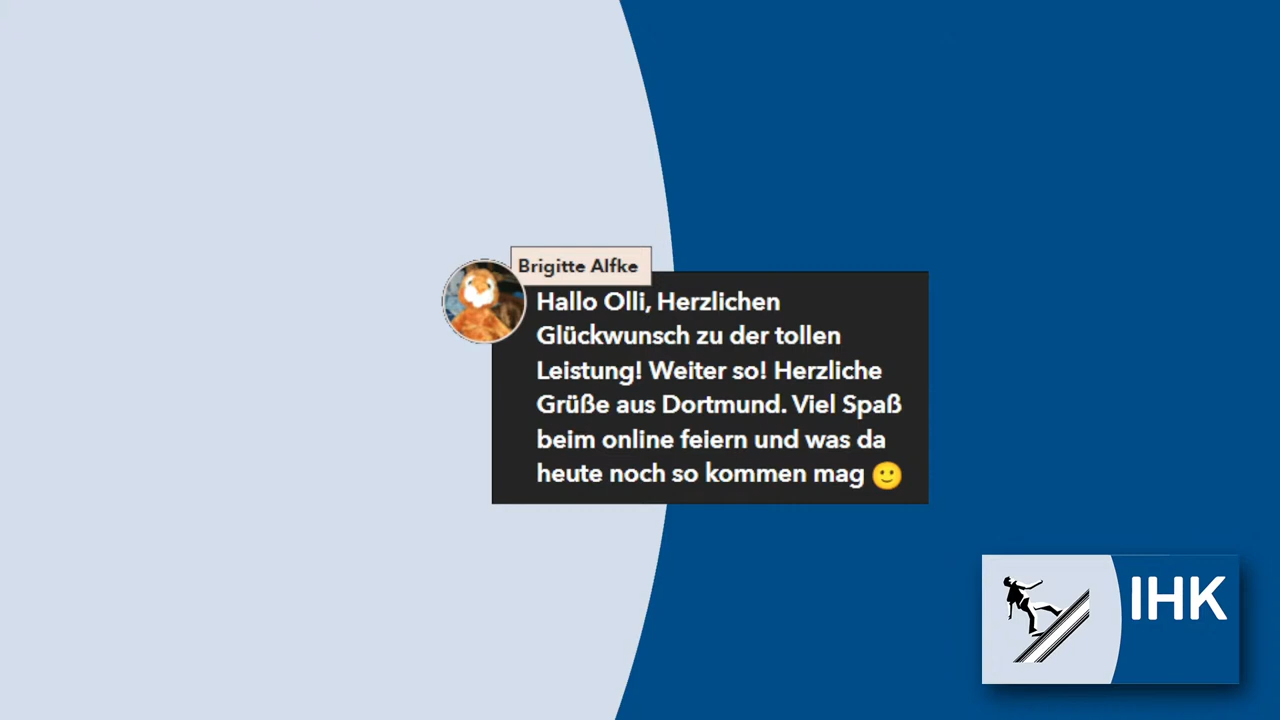 Brigitte Alfke
Hallo Olli, Herzlichen
Glückwunsch zu der tollen
Leistung! Weiter so! Herzliche
Grüße aus Dortmund. Viel Spaß
beim online feiern und was da
heute noch so kommen mag 🙂
IHK